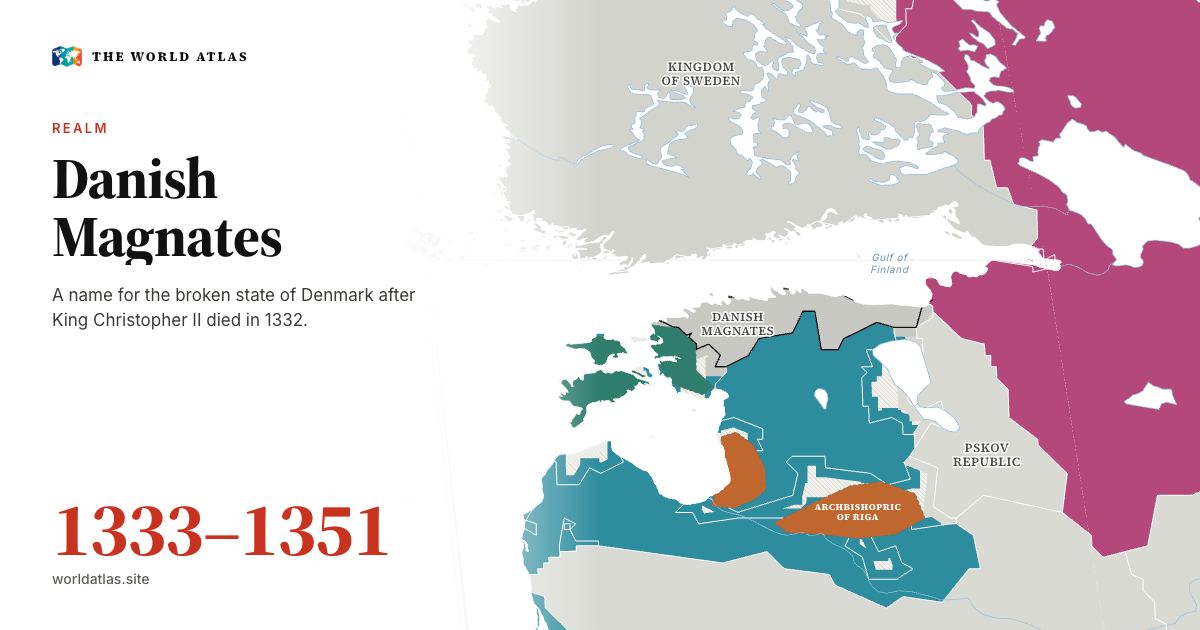 THE WORLD ATLAS
REALM
Danish
Magnates
A name for the broken state of Denmark after
King Christopher II died in 1332.
1333–1351
worldatlas.site
KINGDOM
OF SWEDEN
Gulf of
Finland
DANISH
MAGNATES
PSKOV
REPUBLIC
ARCHBISHOPRIC
OF RIGA